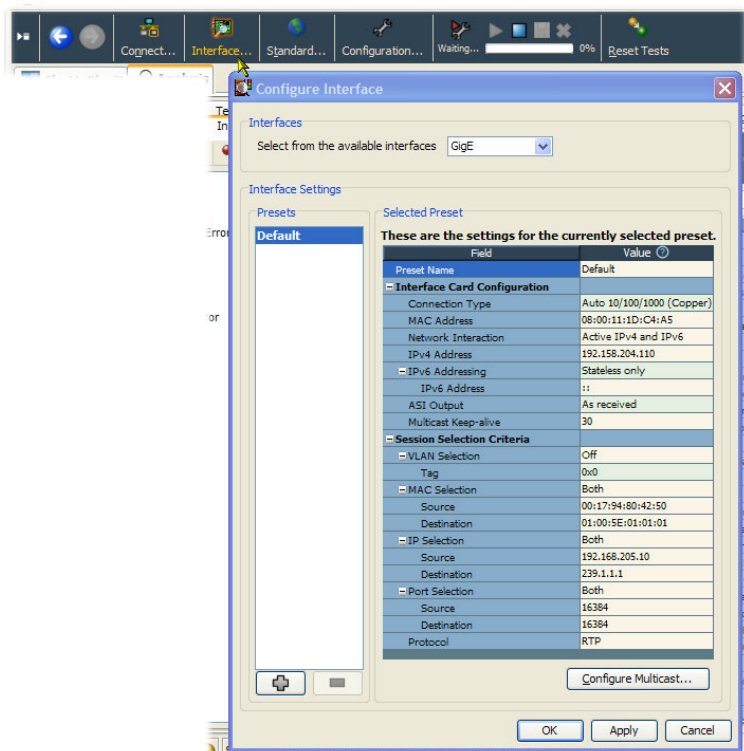 Connect... Interface... Standard... Configuration... Waiting... 0% Reset Tests
Configure Interface
Te
In
Interfaces
Select from the available interfaces GigE
Interface Settings
Presets
Default
Error
or
Selected Preset
These are the settings for the currently selected preset.
Field Value
Preset Name Default
Interface Card Configuration
Connection Type Auto 10/100/1000 (Copper)
MAC Address 08:00:11:1D:C4:A5
Network Interaction Active IPv4 and IPv6
IPv4 Address 192.158.204.110
IPv6 Addressing Stateless only
IPv6 Address ::
ASI Output As received
Multicast Keep-alive 30
Session Selection Criteria
VLAN Selection Off
Tag 0x0
MAC Selection Both
Source 00:17:94:80:42:50
Destination 01:00:5E:01:01:01
IP Selection Both
Source 192.168.205.10
Destination 239.1.1.1
Port Selection Both
Source 16384
Destination 16384
Protocol RTP
Configure Multicast...
OK Apply Cancel